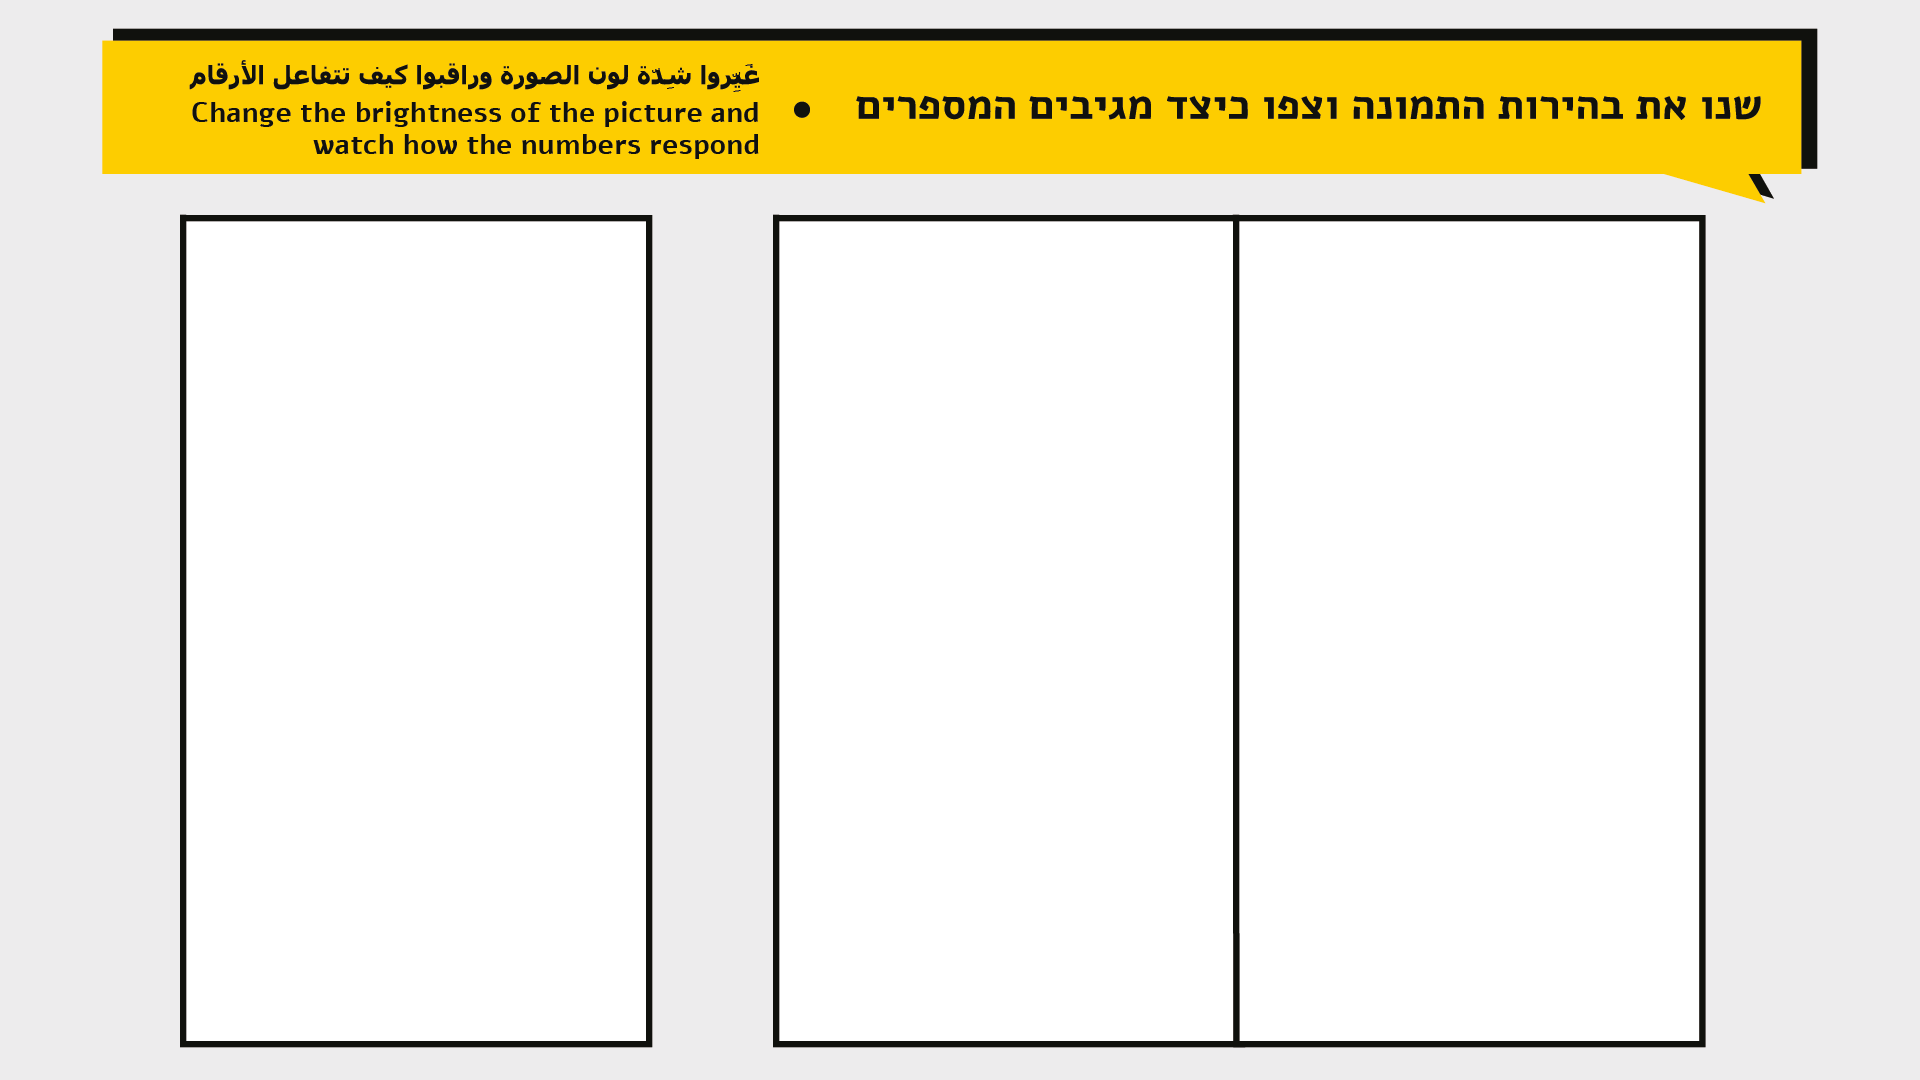 שנו את בהירות התמונה וצפו כיצד מגיבים המספרים
غَيِّروا شِدّة لون الصورة وراقبوا كيف تتفاعل الأرقام
Change the brightness of the picture and
watch how the numbers respond